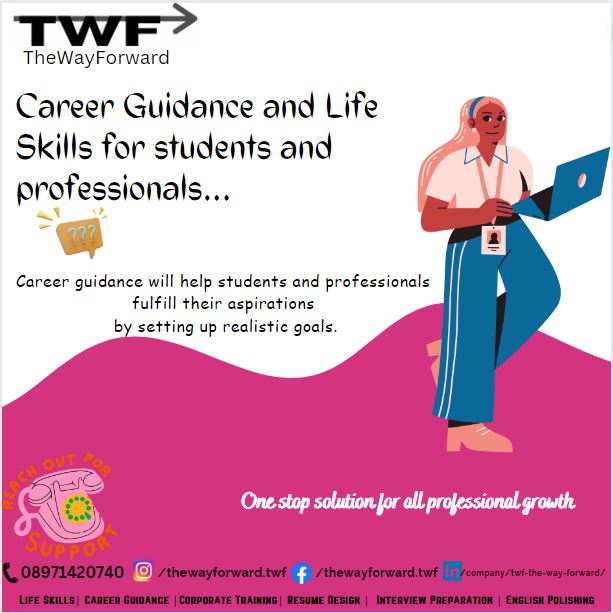 TWF
TheWayForward
Career Guidance and Life
Skills for students and
professionals...
???
Career guidance will help students and professionals
fulfill their aspirations
by setting up realistic goals.
REACH OUT FOR
SUPPORT
One stop solution for all professional growth
08971420740 /thewayforward.twf /thewayforward.twf in /company/twf-the-way-forward/
LIFE SKILLS| CAREER GUIDANCE |CORPORATE TRAINING| RESUME DESIGN | INTERVIEW PREPARATION | ENGLISH POLISHING